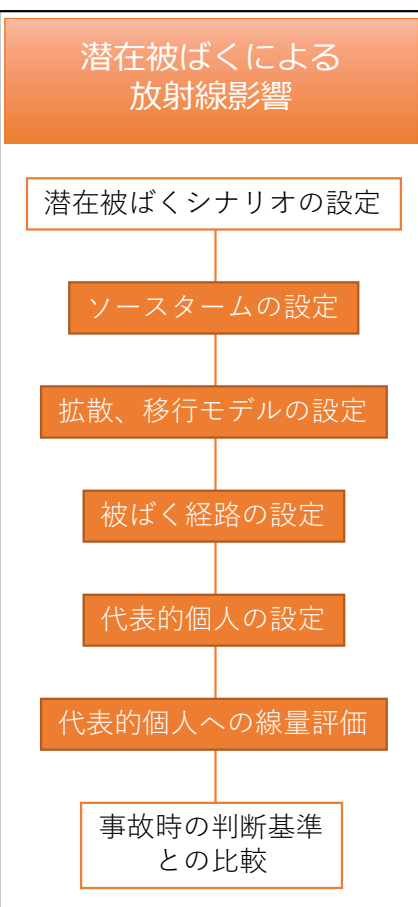 潜在被ばくによる
放射線影響
潜在被ばくシナリオの設定
ソースタームの設定
拡散、移行モデルの設定
被ばく経路の設定
代表的個人の設定
代表的個人への線量評価
事故時の判断基準
との比較